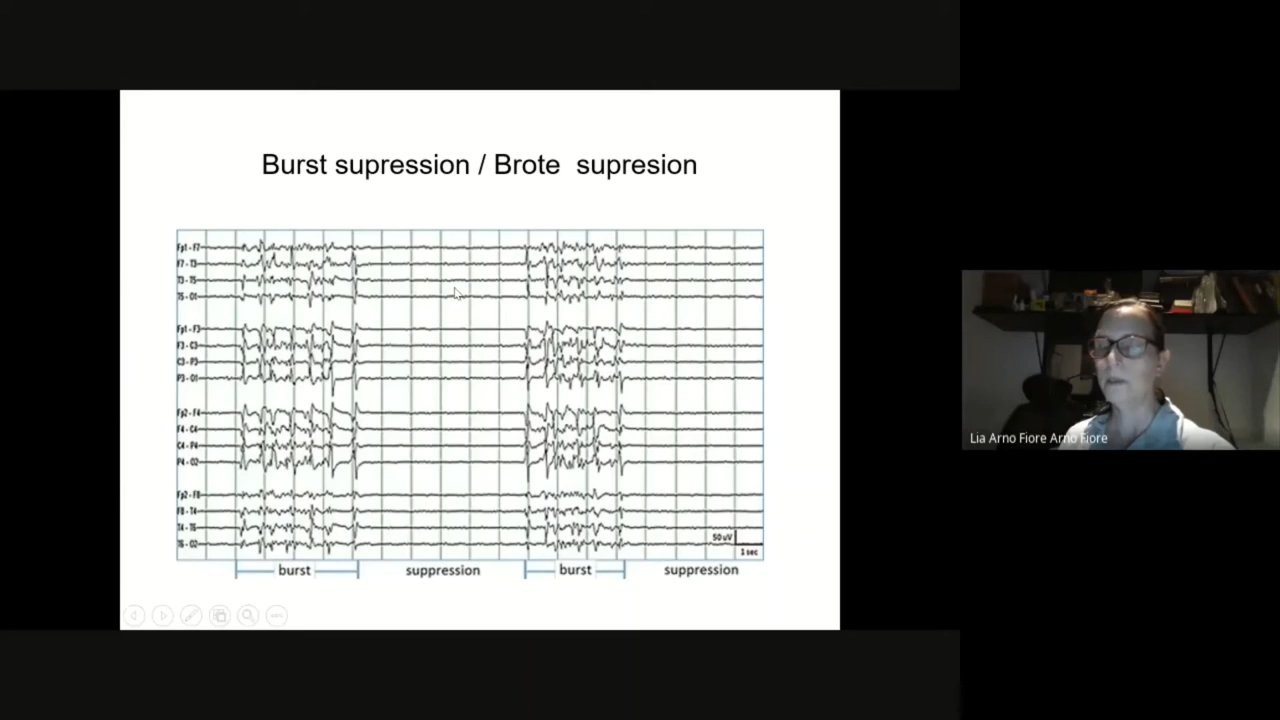 Burst supression / Brote supresion
Fp1 - F7
F7 - T3
T3 - T5
T5 - O1
Fp1 - F3
F3 - C3
C3 - P3
P3 - O1
Fp2 - F4
F4 - C4
C4 - P4
P4 - O2
Fp2 - F8
F8 - T4
T4 - T6
T6 - O2
50 uV
1 sec
burst suppression burst suppression
Lia Arno Fiore Arno Fiore